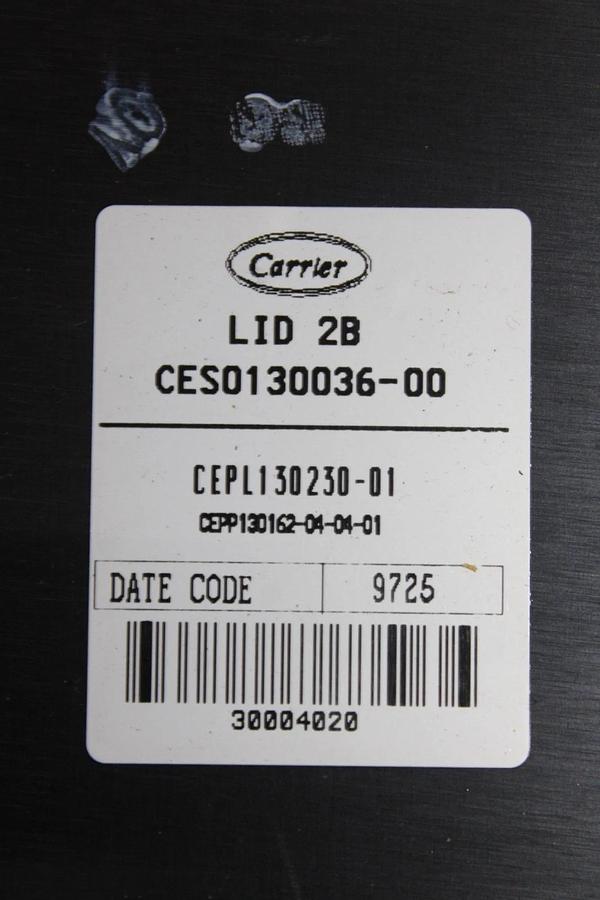 Carrier
LID 2B
CES0130036-00
CEPL130230-01
CEPP130162-04-04-01
DATE CODE 9725
30004020